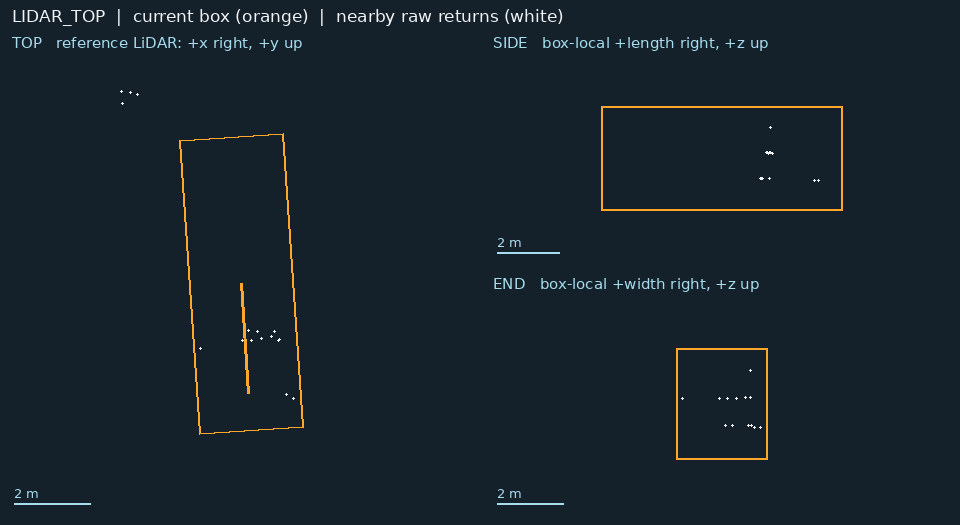 LIDAR_TOP | current box (orange) | nearby raw returns (white)
TOP reference LiDAR: +x right, +y up
SIDE box-local +length right, +z up
2 m
END box-local +width right, +z up
2 m
2 m